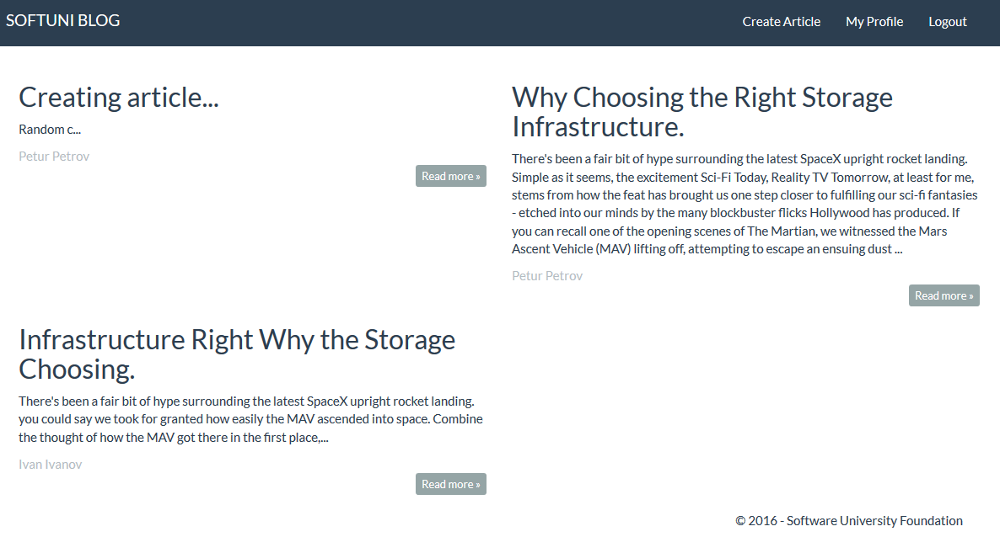 SOFTUNI BLOG
Create Article
My Profile
Logout
Creating article...
Random c...
Petur Petrov
Read more »
Why Choosing the Right Storage
Infrastructure.
There's been a fair bit of hype surrounding the latest SpaceX upright rocket landing.
Simple as it seems, the excitement Sci-Fi Today, Reality TV Tomorrow, at least for me,
stems from how the feat has brought us one step closer to fulfilling our sci-fi fantasies
- etched into our minds by the many blockbuster flicks Hollywood has produced. If
you can recall one of the opening scenes of The Martian, we witnessed the Mars
Ascent Vehicle (MAV) lifting off, attempting to escape an ensuing dust ...
Petur Petrov
Read more »
Infrastructure Right Why the Storage
Choosing.
There's been a fair bit of hype surrounding the latest SpaceX upright rocket landing.
you could say we took for granted how easily the MAV ascended into space. Combine
the thought of how the MAV got there in the first place,...
Ivan Ivanov
Read more »
© 2016 - Software University Foundation